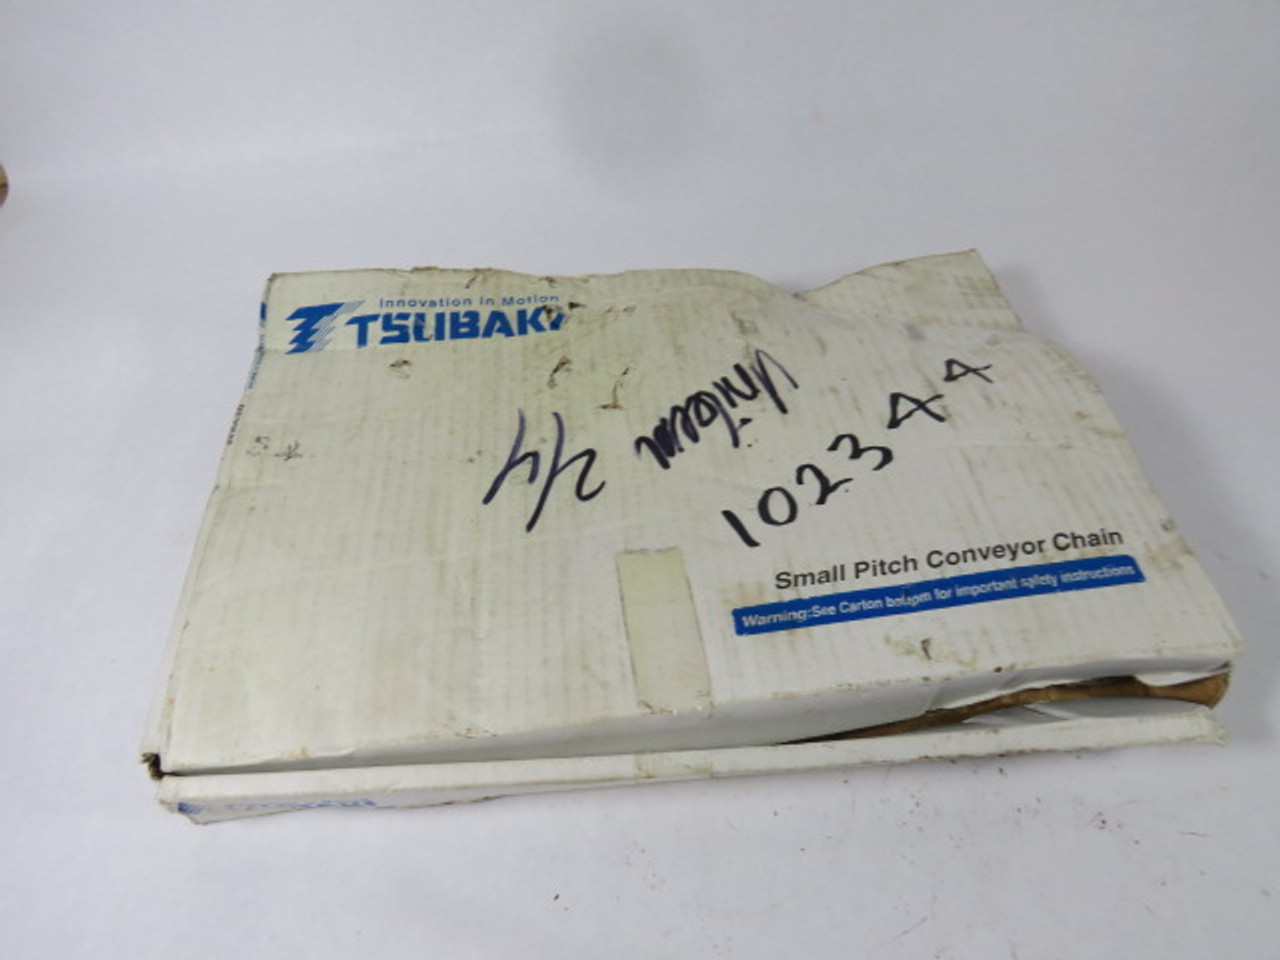 Innovation in Motion
TSUBAKI
2/4
102344
Small Pitch Conveyor Chain
Warning:See Carton bottom for important safety instructions